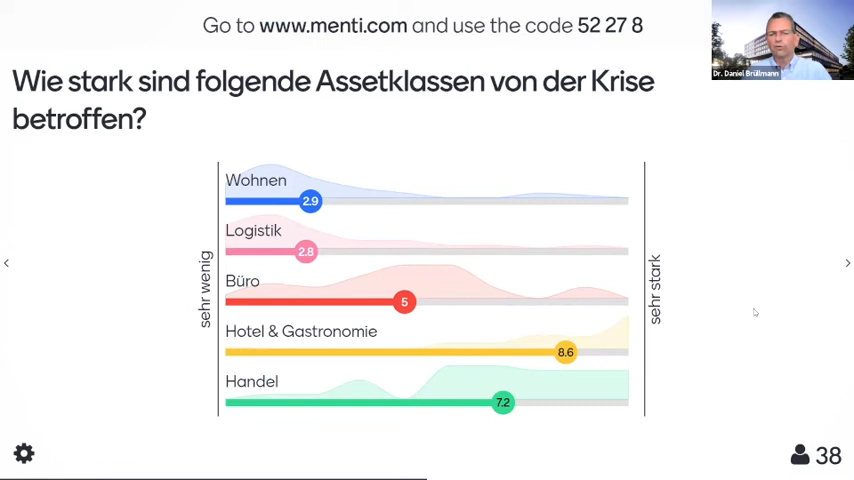 Go to www.menti.com and use the code 52 27 8
Dr. Daniel Brüllmann
Wie stark sind folgende Assetklassen von der Krise
betroffen?
sehr wenig
Wohnen
2.9
Logistik
2.8
Büro
5
Hotel & Gastronomie
8.6
Handel
7.2
sehr stark
38